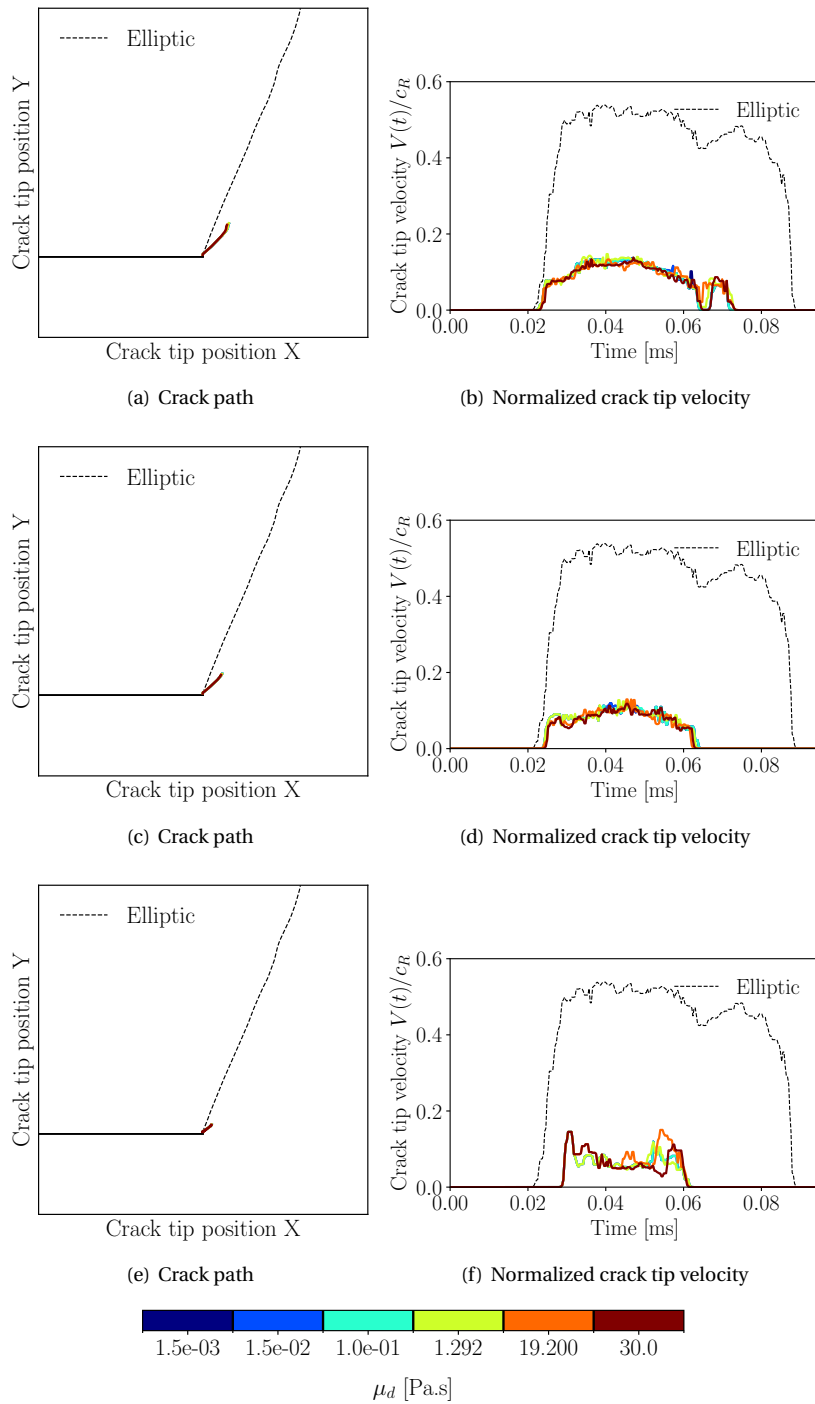 Elliptic
Crack tip position Y
Crack tip position X
(a) Crack path
Elliptic
Crack tip velocity V(t)/c_R
0.6
0.4
0.2
0.0
0.00 0.02 0.04 0.06 0.08
Time [ms]
(b) Normalized crack tip velocity
Elliptic
Crack tip position Y
Crack tip position X
(c) Crack path
Elliptic
Crack tip velocity V(t)/c_R
0.6
0.4
0.2
0.0
0.00 0.02 0.04 0.06 0.08
Time [ms]
(d) Normalized crack tip velocity
Elliptic
Crack tip position Y
Crack tip position X
(e) Crack path
Elliptic
Crack tip velocity V(t)/c_R
0.6
0.4
0.2
0.0
0.00 0.02 0.04 0.06 0.08
Time [ms]
(f) Normalized crack tip velocity
1.5e-03 1.5e-02 1.0e-01 1.292 19.200 30.0
μ_d [Pa.s]